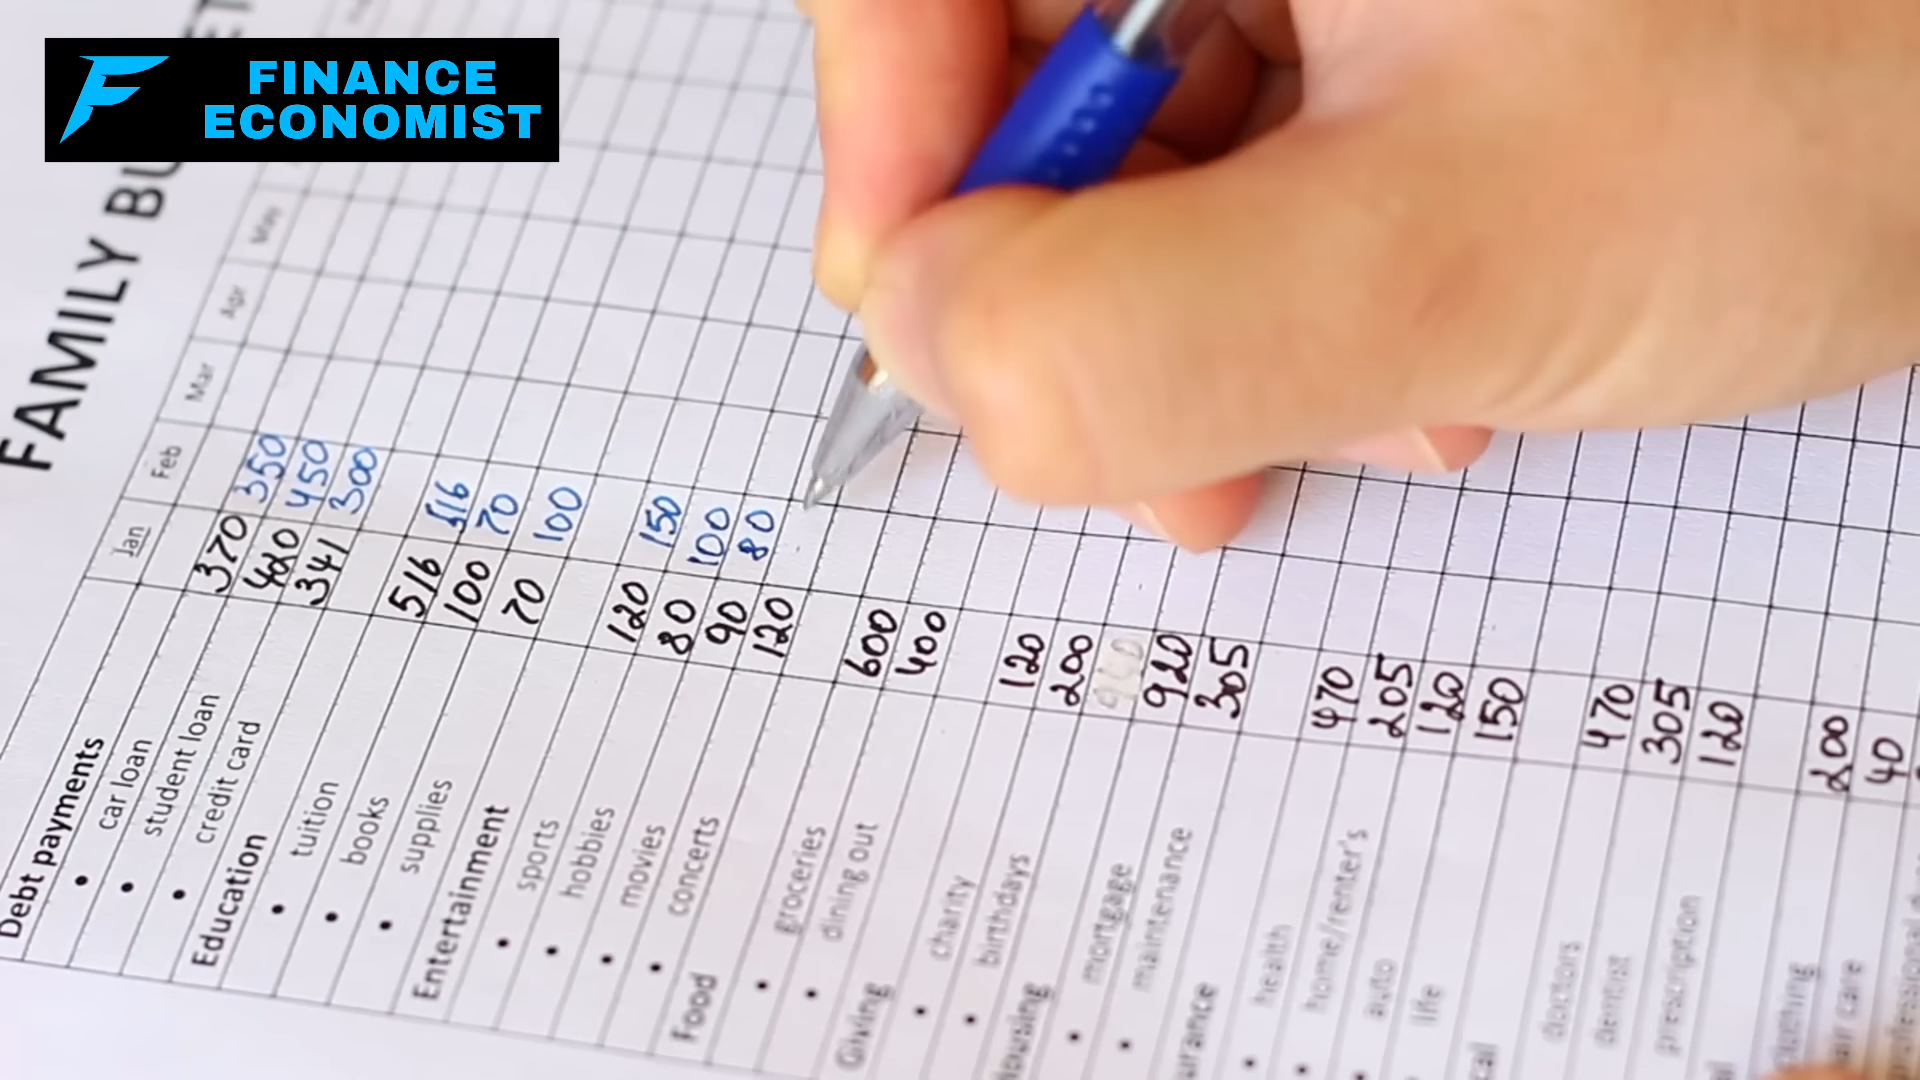 FINANCE
ECONOMIST
FAMILY BU
Jan Feb Mar Apr May
Debt payments
• car loan 370 350
• student loan 420 450
• credit card 341 300
Education
• tuition 516 516
• books 100 70
• supplies 70 100
Entertainment
• sports 120 150
• hobbies 80 100
• movies 90 80
• concerts 120
Food
• groceries 600
• dining out 400
Giving
• charity 120
• birthdays 200
Housing
• mortgage 920
• maintenance 305
• health 470
• home/renter's 205
• auto 120
• life 150
doctors 470
dentist 305
prescription 120
200
care 40